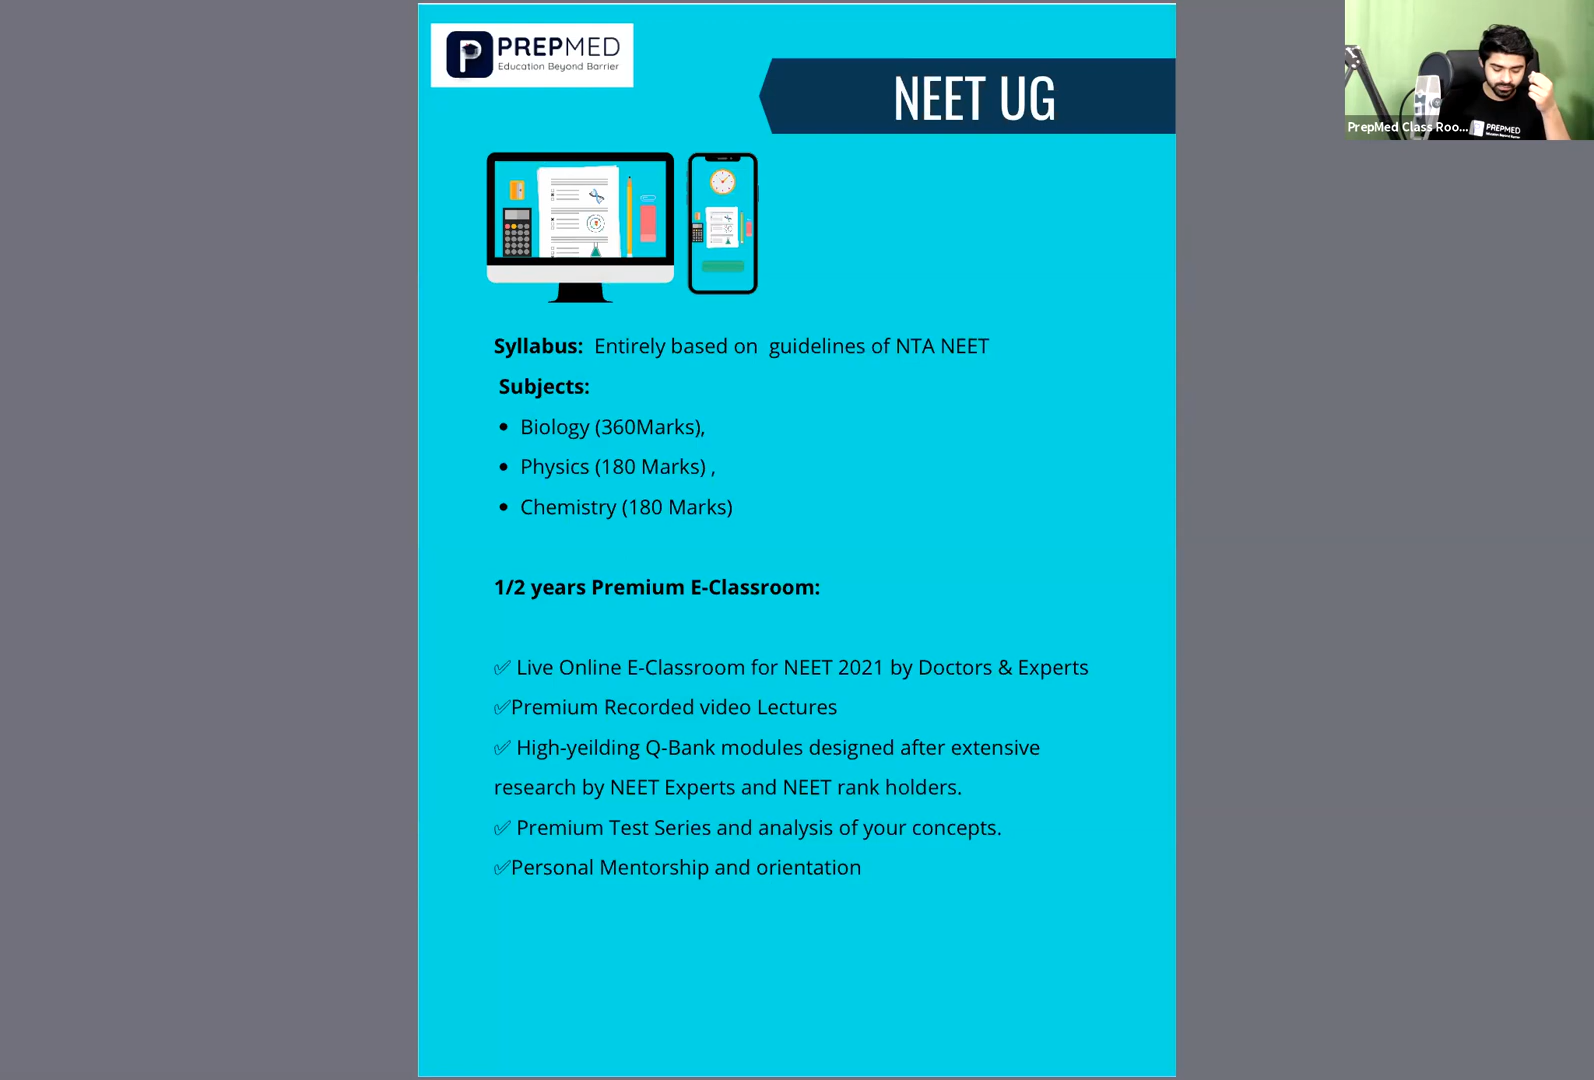 PREPMED
Education Beyond Barrier
NEET UG
PrepMed Class Roo...
PREPMED
Education Beyond Barrier
Syllabus: Entirely based on guidelines of NTA NEET
Subjects:
• Biology (360Marks),
• Physics (180 Marks) ,
• Chemistry (180 Marks)
1/2 years Premium E-Classroom:
✅ Live Online E-Classroom for NEET 2021 by Doctors & Experts
✅Premium Recorded video Lectures
✅ High-yeilding Q-Bank modules designed after extensive
research by NEET Experts and NEET rank holders.
✅ Premium Test Series and analysis of your concepts.
✅Personal Mentorship and orientation